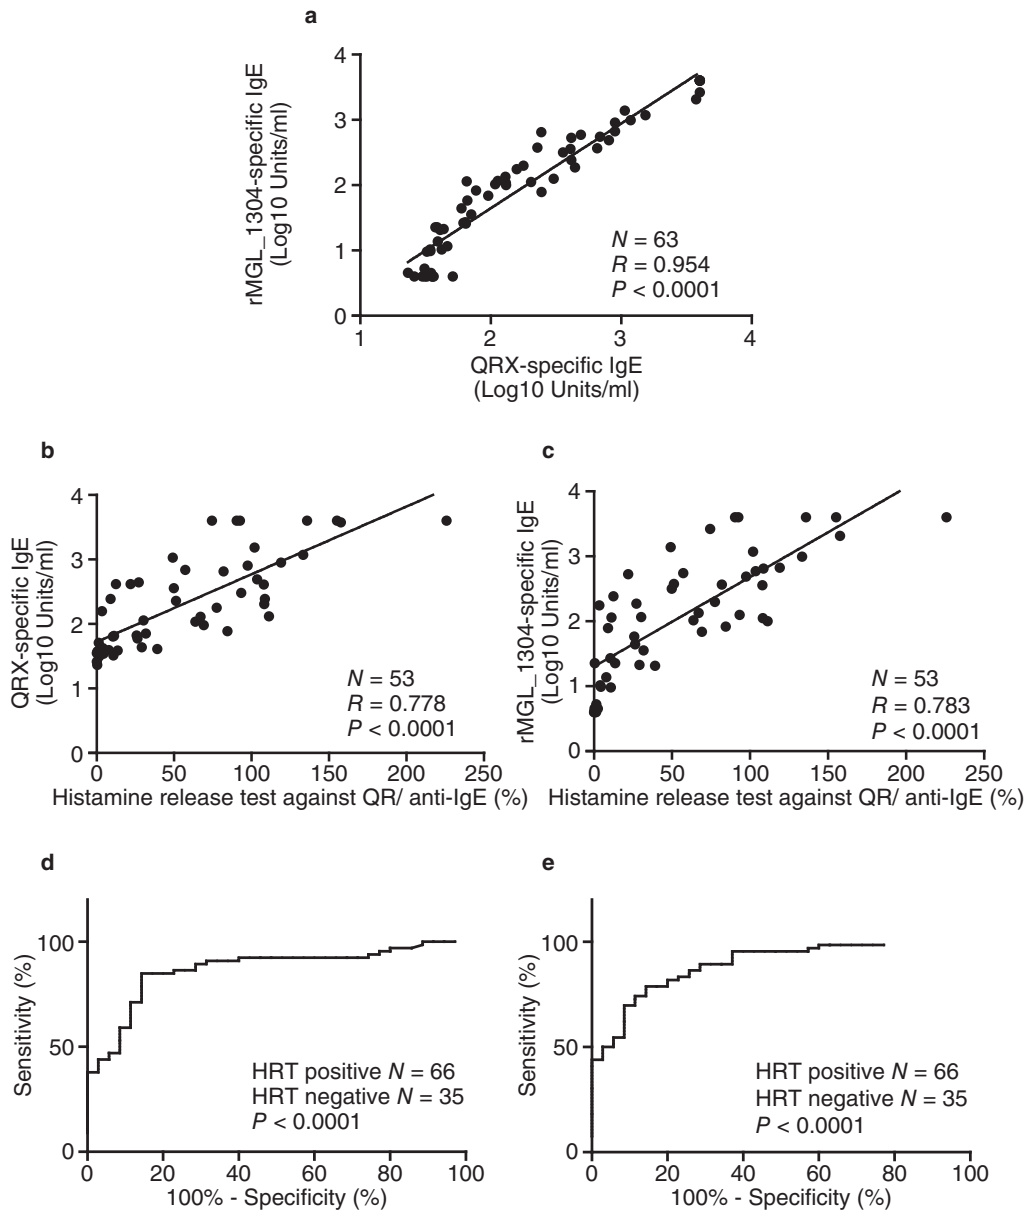 a
4
3
2
1
0
1
2
3
4
rMGL_1304-specific IgE
(Log10 Units/ml)
N = 63
R = 0.954
P < 0.0001
QRX-specific IgE
(Log10 Units/ml)
b
4
3
2
1
0
0
50
100
150
200
250
QRX-specific IgE
(Log10 Units/ml)
N = 53
R = 0.778
P < 0.0001
Histamine release test against QR/ anti-IgE (%)
c
4
3
2
1
0
0
50
100
150
200
250
rMGL_1304-specific IgE
(Log10 Units/ml)
N = 53
R = 0.783
P < 0.0001
Histamine release test against QR/ anti-IgE (%)
d
100
50
0
0
20
40
60
80
100
Sensitivity (%)
HRT positive N = 66
HRT negative N = 35
P < 0.0001
100% - Specificity (%)
e
100
50
0
0
20
40
60
80
100
Sensitivity (%)
HRT positive N = 66
HRT negative N = 35
P < 0.0001
100% - Specificity (%)